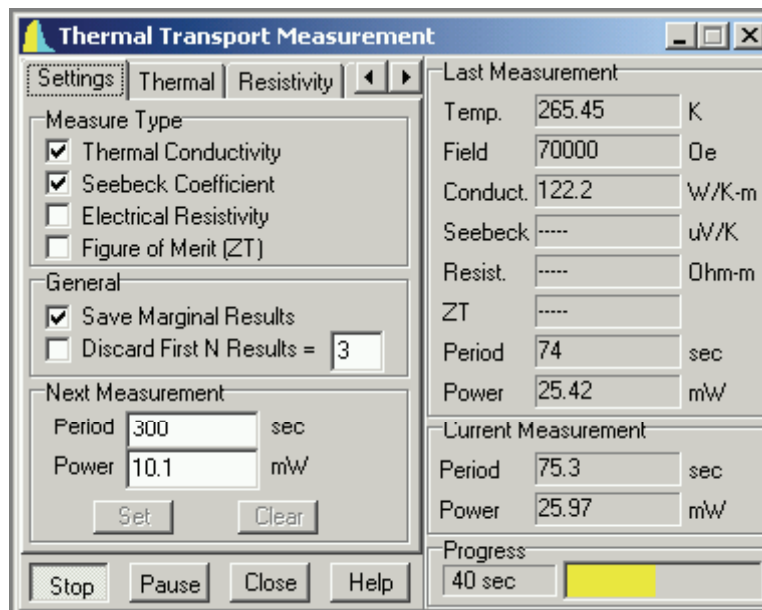 Thermal Transport Measurement
Settings Thermal Resistivity
Measure Type
Thermal Conductivity
Seebeck Coefficient
Electrical Resistivity
Figure of Merit (ZT)
General
Save Marginal Results
Discard First N Results = 3
Next Measurement
Period 300 sec
Power 10.1 mW
Set Clear
Stop Pause Close Help
Last Measurement
Temp. 265.45 K
Field 70000 Oe
Conduct. 122.2 W/K-m
Seebeck ----- uV/K
Resist. ----- Ohm-m
ZT -----
Period 74 sec
Power 25.42 mW
Current Measurement
Period 75.3 sec
Power 25.97 mW
Progress
40 sec